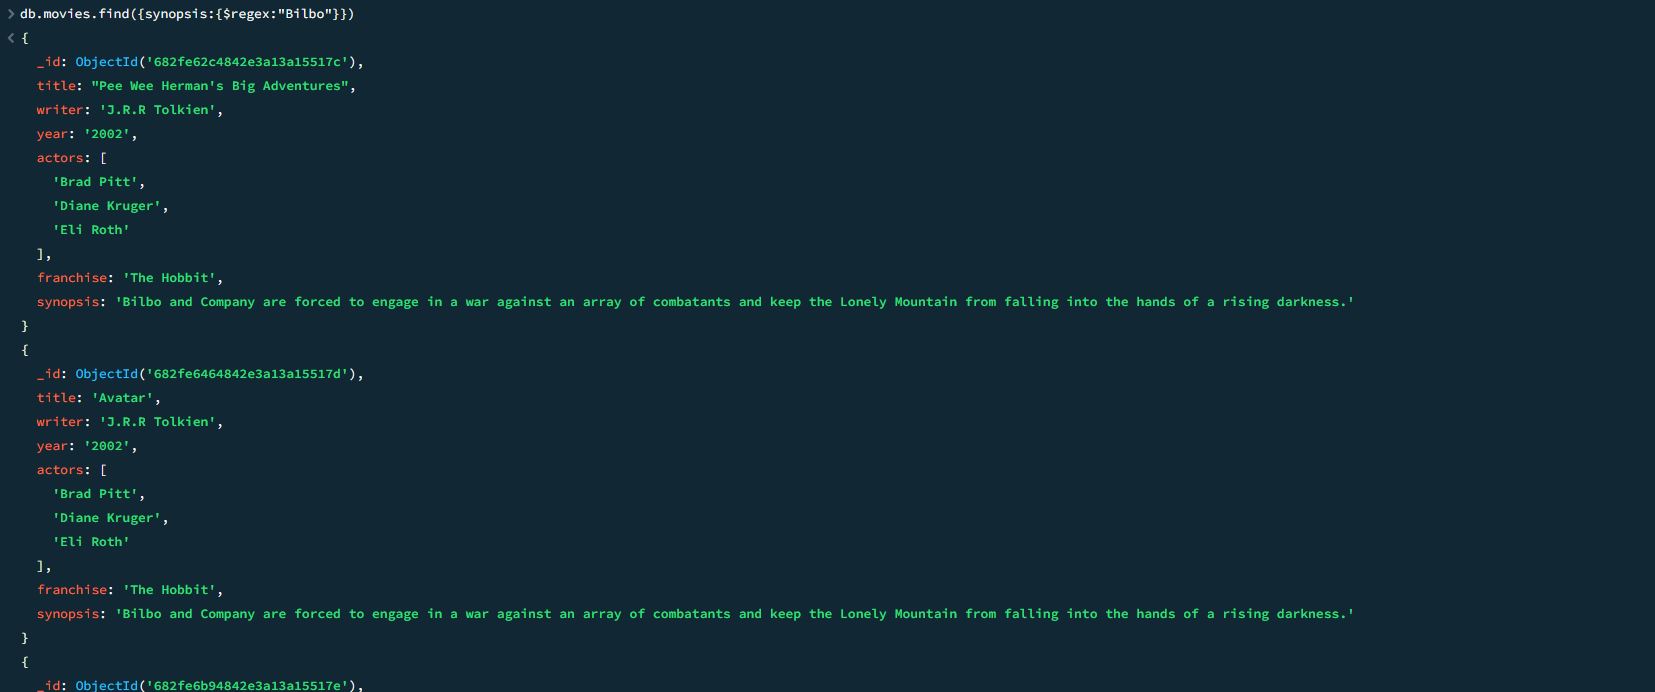 > db.movies.find({synopsis:{$regex:"Bilbo"}})
< {
_id: ObjectId('682fe62c4842e3a13a15517c'),
title: "Pee Wee Herman's Big Adventures",
writer: 'J.R.R Tolkien',
year: '2002',
actors: [
'Brad Pitt',
'Diane Kruger',
'Eli Roth'
],
franchise: 'The Hobbit',
synopsis: 'Bilbo and Company are forced to engage in a war against an array of combatants and keep the Lonely Mountain from falling into the hands of a rising darkness.'
}
{
_id: ObjectId('682fe6464842e3a13a15517d'),
title: 'Avatar',
writer: 'J.R.R Tolkien',
year: '2002',
actors: [
'Brad Pitt',
'Diane Kruger',
'Eli Roth'
],
franchise: 'The Hobbit',
synopsis: 'Bilbo and Company are forced to engage in a war against an array of combatants and keep the Lonely Mountain from falling into the hands of a rising darkness.'
}
{
_id: ObjectId('682fe6b94842e3a13a15517e'),